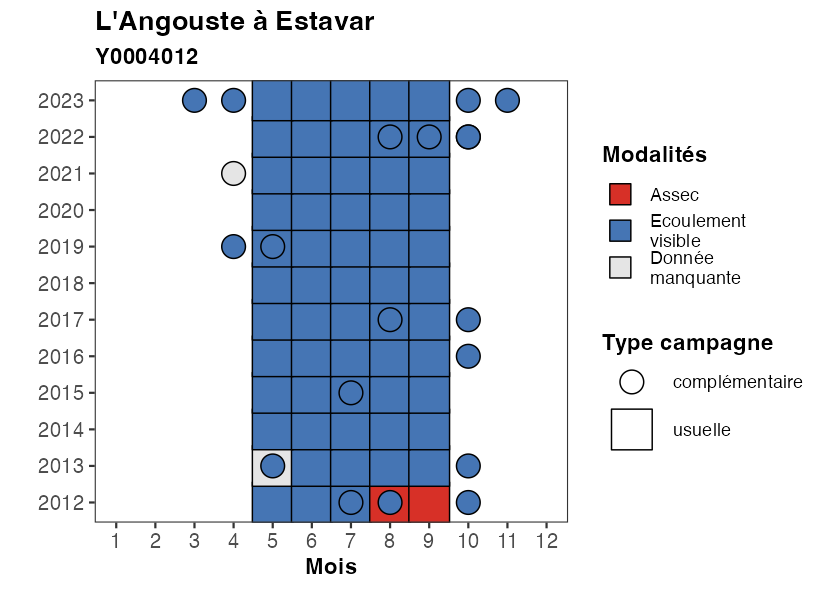 L'Angouste à Estavar
Y0004012
2023
2022
2021
2020
2019
2018
2017
2016
2015
2014
2013
2012
1 2 3 4 5 6 7 8 9 10 11 12
Mois
Modalités
Assec
Ecoulement
visible
Donnée
manquante
Type campagne
complémentaire
usuelle